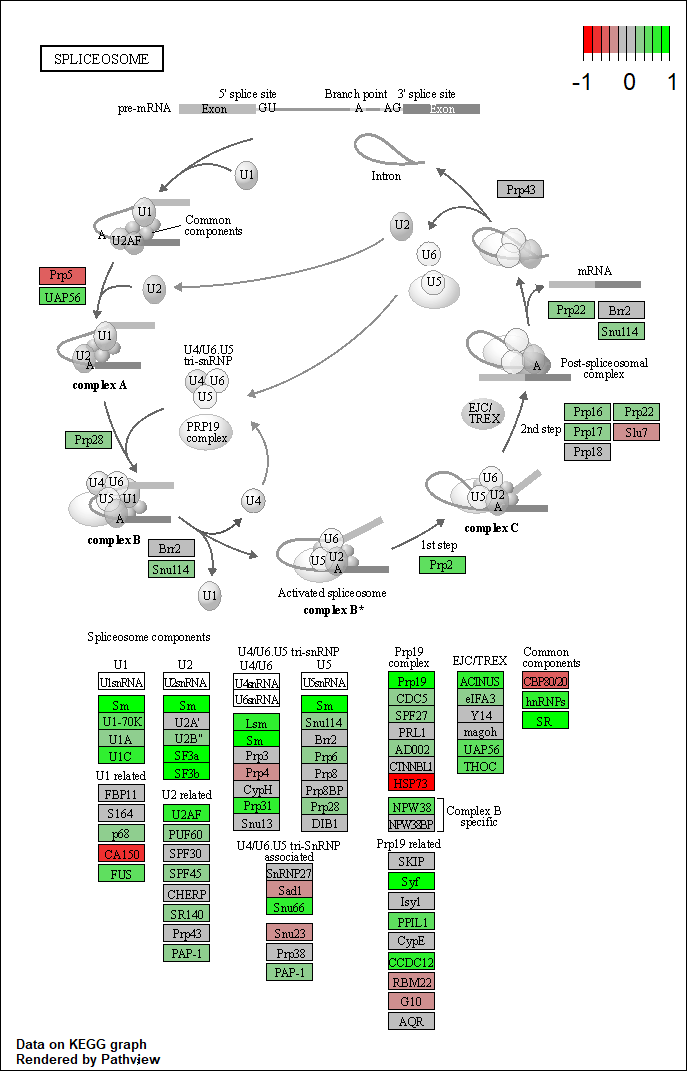 SPLICEOSOME
-1 0 1
5' splice site Branch point 3' splice site
pre-mRNA Exon GU A AG Exon
U1
Intron
Prp43
U1
U2AF
A
Common
components
U2
U6
U5
mRNA
Prp5
UAP56
U2
Prp22 Brr2
Snu114
U1
U2
A
complex A
U4/U6.U5
tri-snRNP
U4 U6
U5
PRP19
complex
A
Post-spliceosomal
complex
EJC/
TREX
2nd step
Prp16 Prp22
Prp17 Slu7
Prp18
Prp28
U4 U6
U5 U1
A
complex B
U4
U6
U5 U2
A
complex C
Brr2
Snu114
U1
U6
U5 U2
A
Activated spliceosome
complex B*
1st step
Prp2
Spliceosome components
U1
U1snRNA
Sm
U1-70K
U1A
U1C
U1 related
FBP11
S164
p68
CA150
FUS
U2
U2snRNA
Sm
U2A'
U2B"
SF3a
SF3b
U2 related
U2AF
PUF60
SPF30
SPF45
CHERP
SR140
Prp43
PAP-1
U4/U6.U5 tri-snRNP
U4/U6
U4snRNA
U6snRNA
Lsm
Sm
Prp3
Prp4
CypH
Prp31
Snu13
U5
U5snRNA
Sm
Snu114
Brr2
Prp6
Prp8
Prp8BP
Prp28
DIB1
U4/U6.U5 tri-SnRNP
associated
SnRNP27
Sad1
Snu66
Snu23
Prp38
PAP-1
Prp19
complex
Prp19
CDC5
SPF27
PRL1
AD002
CTNNBL1
HSP73
NPW38
NPW38BP
Complex B
specific
Prp19 related
SKIP
Syf
Isy1
PPIL1
CypE
CCDC12
RBM22
G10
AQR
EJC/TREX
ACINUS
eIFA3
Y14
magoh
UAP56
THOC
Common
components
CBP80/20
hnRNPs
SR
Data on KEGG graph
Rendered by Pathview